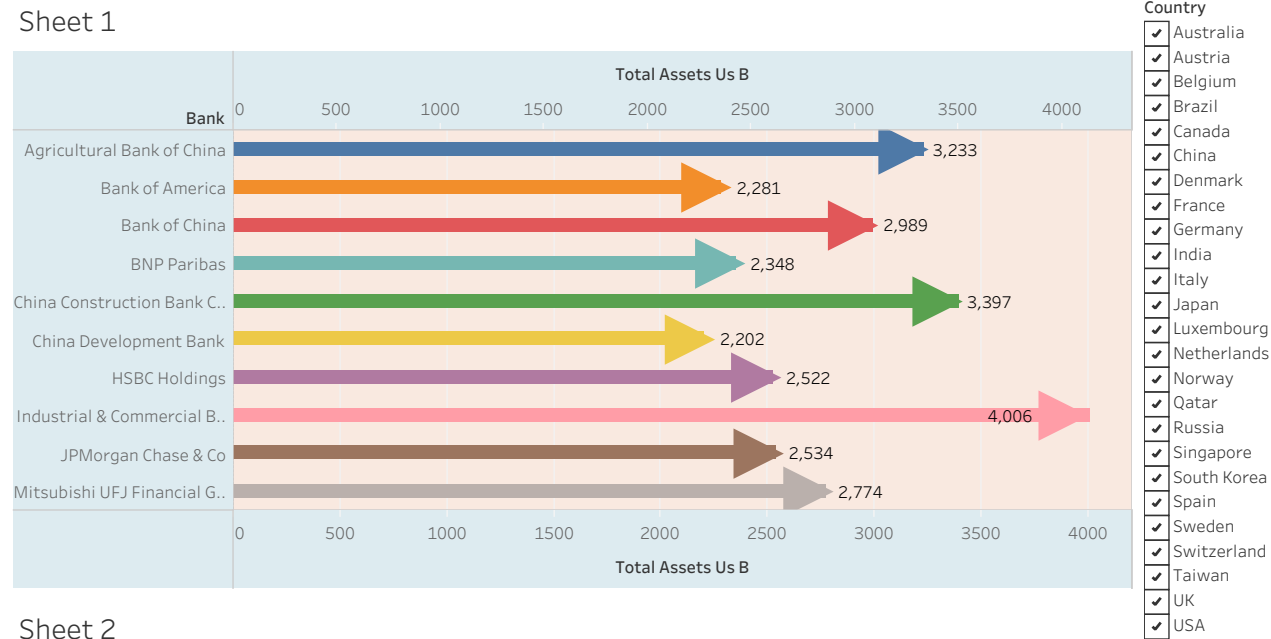 Sheet 1
Total Assets Us B
0 500 1000 1500 2000 2500 3000 3500 4000
Bank
Agricultural Bank of China 3,233
Bank of America 2,281
Bank of China 2,989
BNP Paribas 2,348
China Construction Bank C.. 3,397
China Development Bank 2,202
HSBC Holdings 2,522
Industrial & Commercial B.. 4,006
JPMorgan Chase & Co 2,534
Mitsubishi UFJ Financial G.. 2,774
0 500 1000 1500 2000 2500 3000 3500 4000
Total Assets Us B
Sheet 2
Country
Australia
Austria
Belgium
Brazil
Canada
China
Denmark
France
Germany
India
Italy
Japan
Luxembourg
Netherlands
Norway
Qatar
Russia
Singapore
South Korea
Spain
Sweden
Switzerland
Taiwan
UK
USA